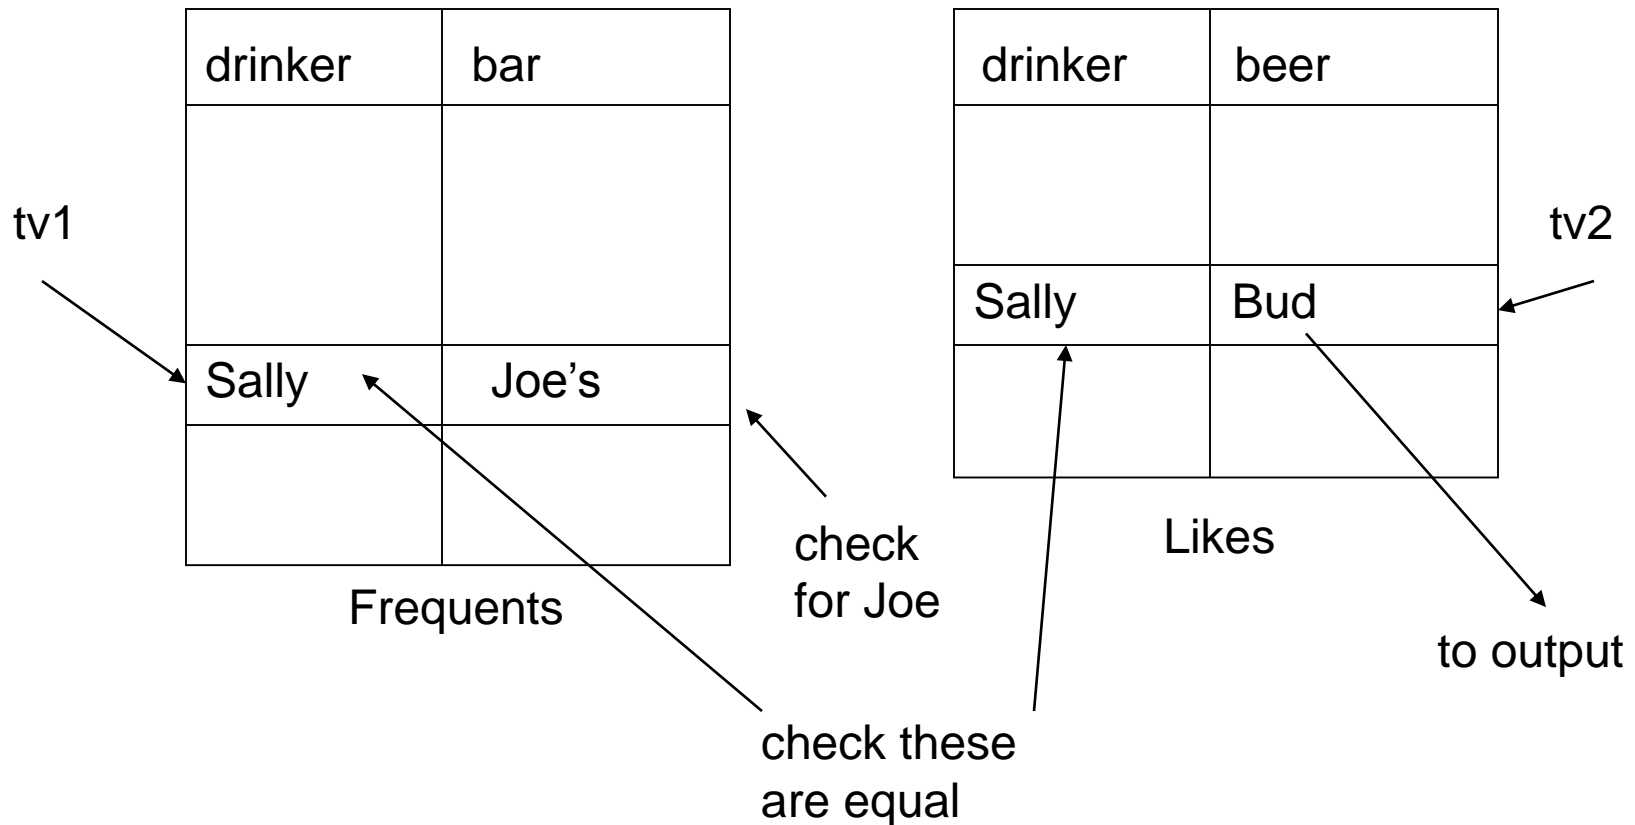 drinker bar
drinker beer
tv1
tv2
Sally Bud
Sally Joe’s
check
for Joe
Likes
Frequents
to output
check these
are equal